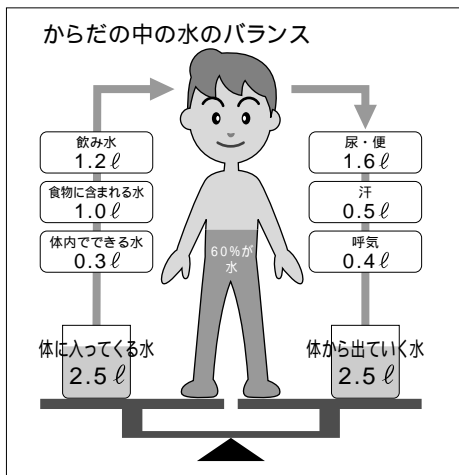 からだの中の水のバランス
飲み水
1.2ℓ
食物に含まれる水
1.0ℓ
体内でできる水
0.3ℓ
体に入ってくる水
2.5ℓ
60%が
水
尿・便
1.6ℓ
汗
0.5ℓ
呼気
0.4ℓ
体から出ていく水
2.5ℓ